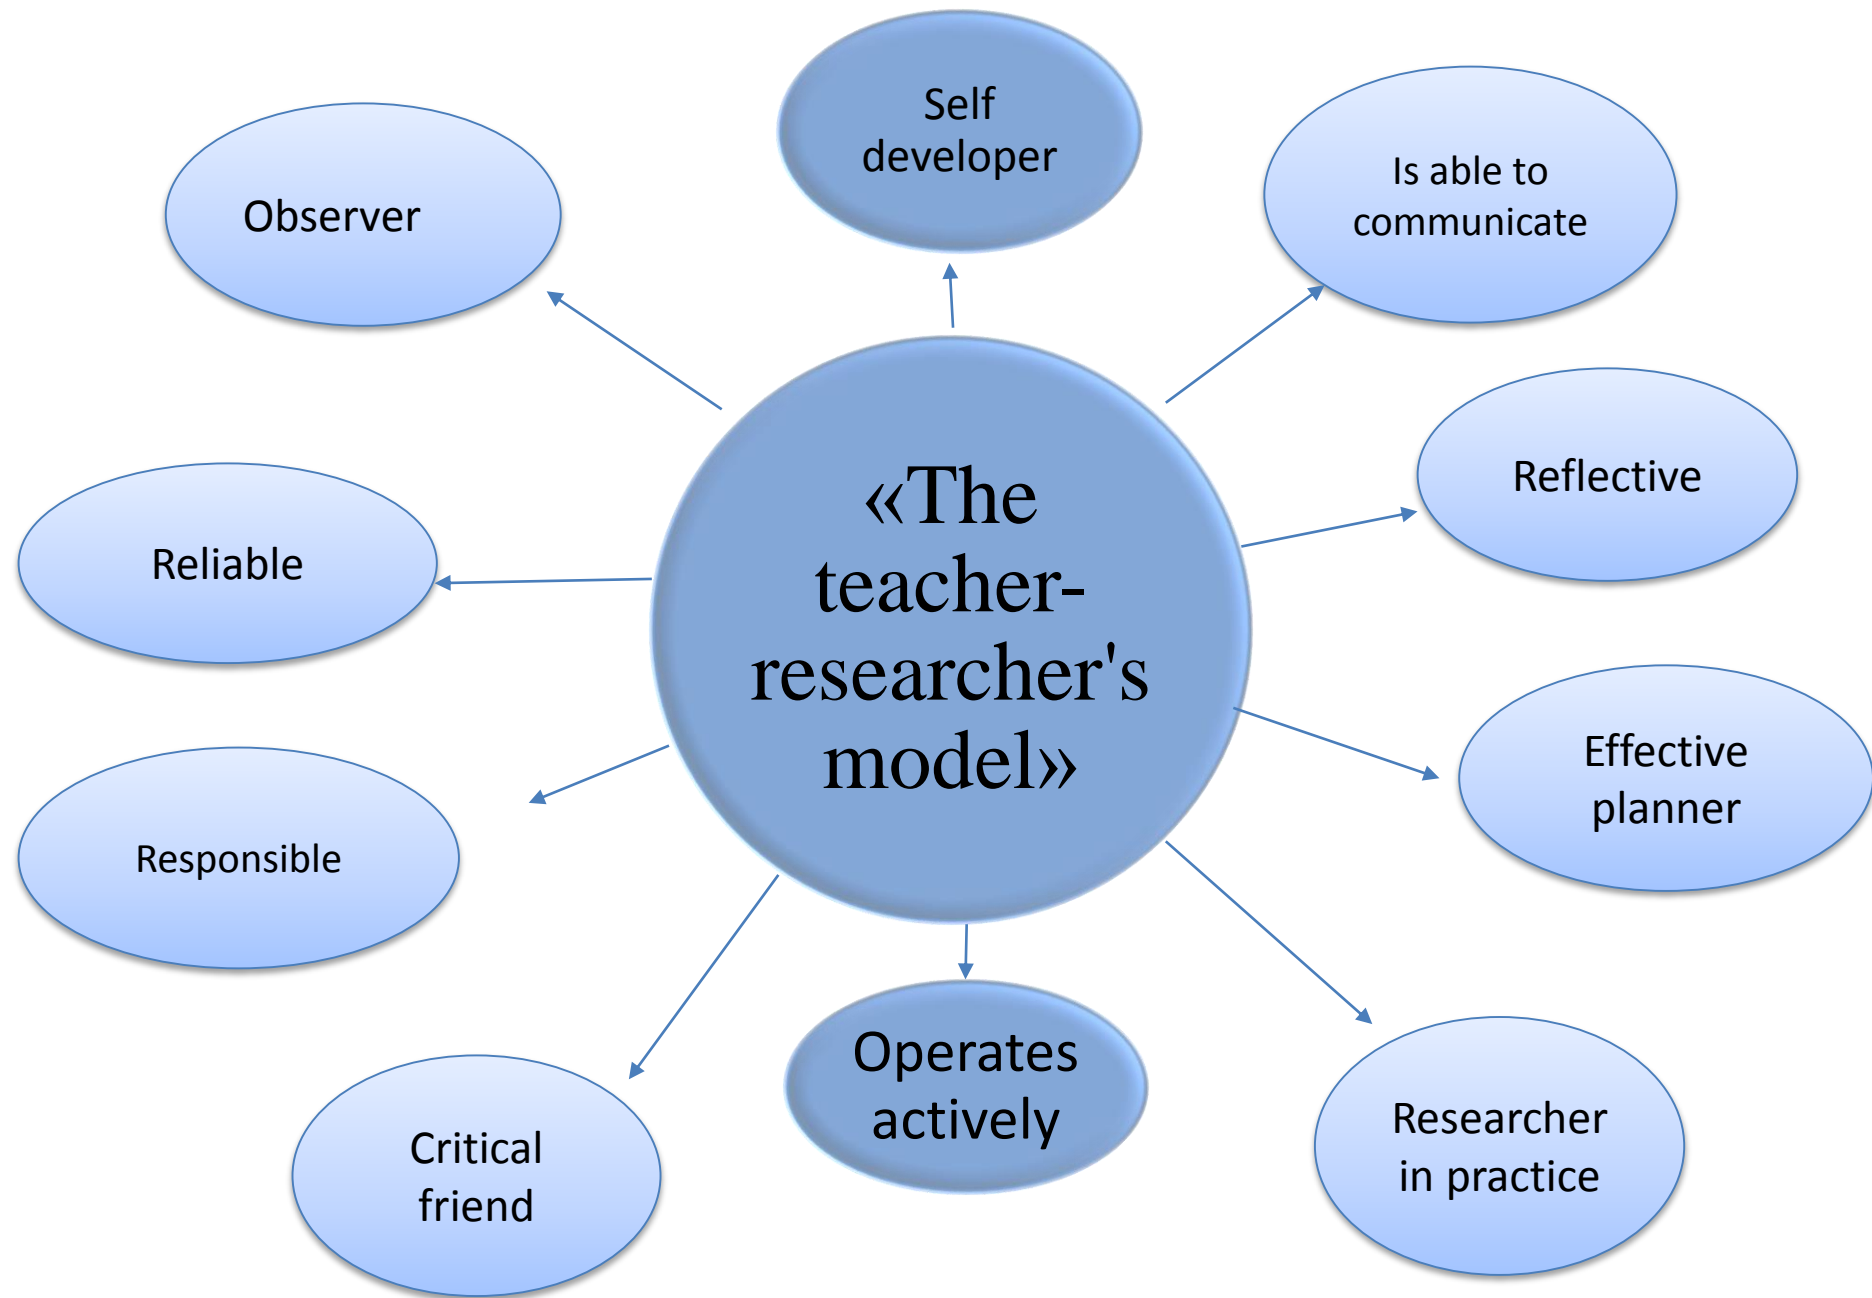 Self
developer
Is able to
communicate
Observer
Reflective
«The
teacher-
researcher's
model»
Reliable
Effective
planner
Responsible
Operates
actively
Researcher
in practice
Critical
friend